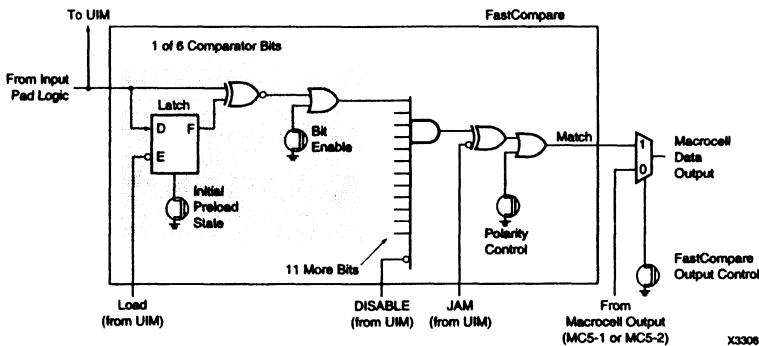 To UIM
FastCompare
1 of 6 Comparator Bits
From Input
Pad Logic
Latch
D F
E
Bit
Enable
Initial
Preload
State
11 More Bits
Match
Polarity
Control
1
0
Macrocell
Data
Output
FastCompare
Output Control
Load
(from UIM)
DISABLE
(from UIM)
JAM
(from UIM)
From
Macrocell Output
(MC5-1 or MC5-2)
X3306